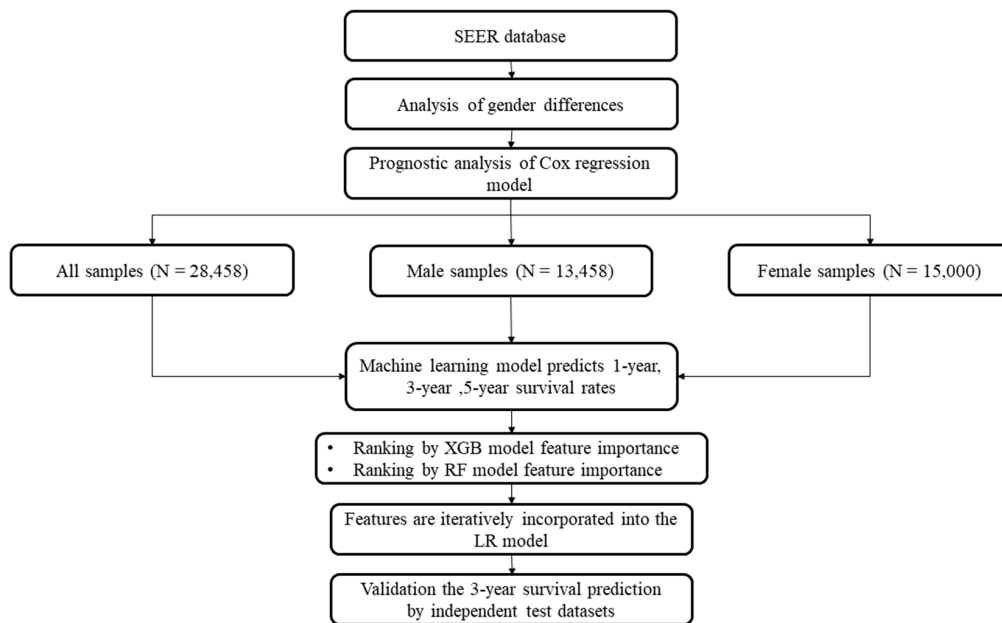 SEER database
Analysis of gender differences
Prognostic analysis of Cox regression
model
All samples (N = 28,458)
Male samples (N = 13,458)
Female samples (N = 15,000)
Machine learning model predicts 1-year,
3-year ,5-year survival rates
• Ranking by XGB model feature importance
• Ranking by RF model feature importance
Features are iteratively incorporated into the
LR model
Validation the 3-year survival prediction
by independent test datasets